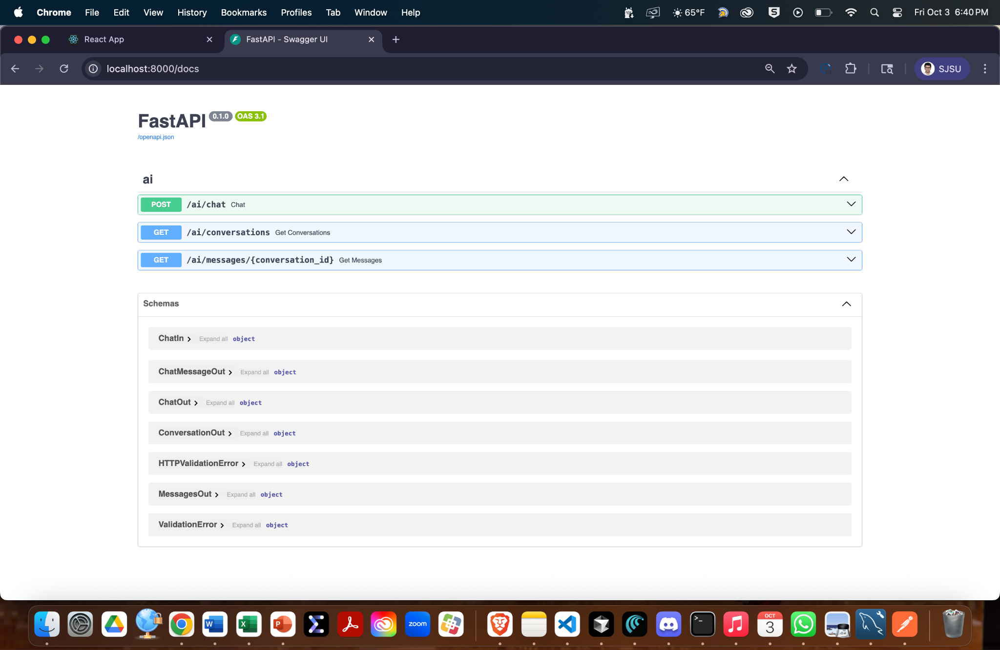 Chrome File Edit View History Bookmarks Profiles Tab Window Help 65°F Fri Oct 3 6:40 PM
React App FastAPI - Swagger UI
localhost:8000/docs SJSU
FastAPI 0.1.0 OAS 3.1
/openapi.json
ai
POST /ai/chat Chat
GET /ai/conversations Get Conversations
GET /ai/messages/{conversation_id} Get Messages
Schemas
ChatIn Expand all object
ChatMessageOut Expand all object
ChatOut Expand all object
ConversationOut Expand all object
HTTPValidationError Expand all object
MessagesOut Expand all object
ValidationError Expand all object
W X P zoom OCT
3